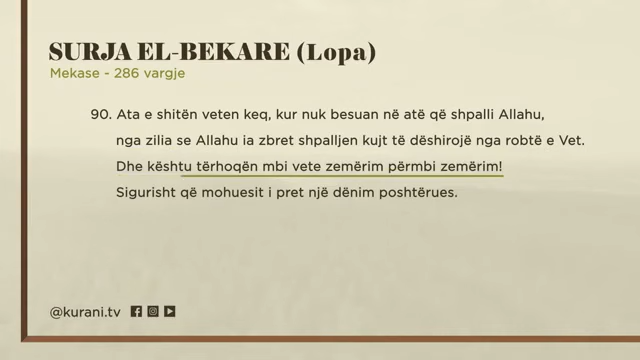 SURJA EL-BEKARE (Lopa)
Mekase - 286 vargje
90. Ata e shitën veten keq, kur nuk besuan në atë që shpalli Allahu,
nga zilia se Allahu ia zbret shpalljen kujt të dëshirojë nga robtë e Vet.
Dhe kështu tërhoqën mbi vete zemërim përmbi zemërim!
Sigurisht që mohuesit i pret një dënim poshtërues.
@kurani.tv